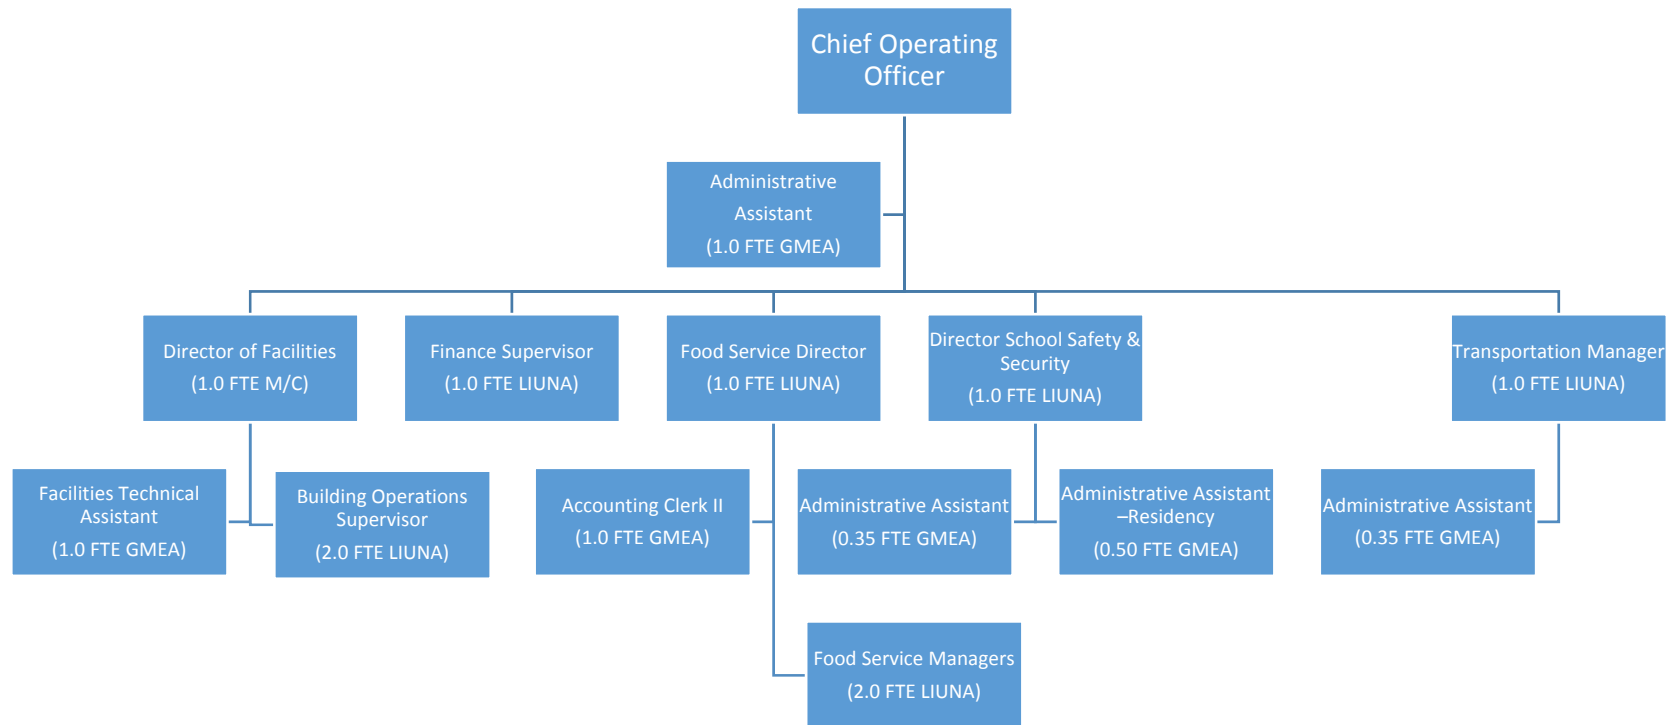 Chief Operating
Officer
Administrative
Assistant
(1.0 FTE GMEA)
Director of Facilities
(1.0 FTE M/C)
Finance Supervisor
(1.0 FTE LIUNA)
Food Service Director
(1.0 FTE LIUNA)
Director School Safety &
Security
(1.0 FTE LIUNA)
Transportation Manager
(1.0 FTE LIUNA)
Facilities Technical
Assistant
(1.0 FTE GMEA)
Building Operations
Supervisor
(2.0 FTE LIUNA)
Accounting Clerk II
(1.0 FTE GMEA)
Administrative Assistant
(0.35 FTE GMEA)
Administrative Assistant
–Residency
(0.50 FTE GMEA)
Administrative Assistant
(0.35 FTE GMEA)
Food Service Managers
(2.0 FTE LIUNA)